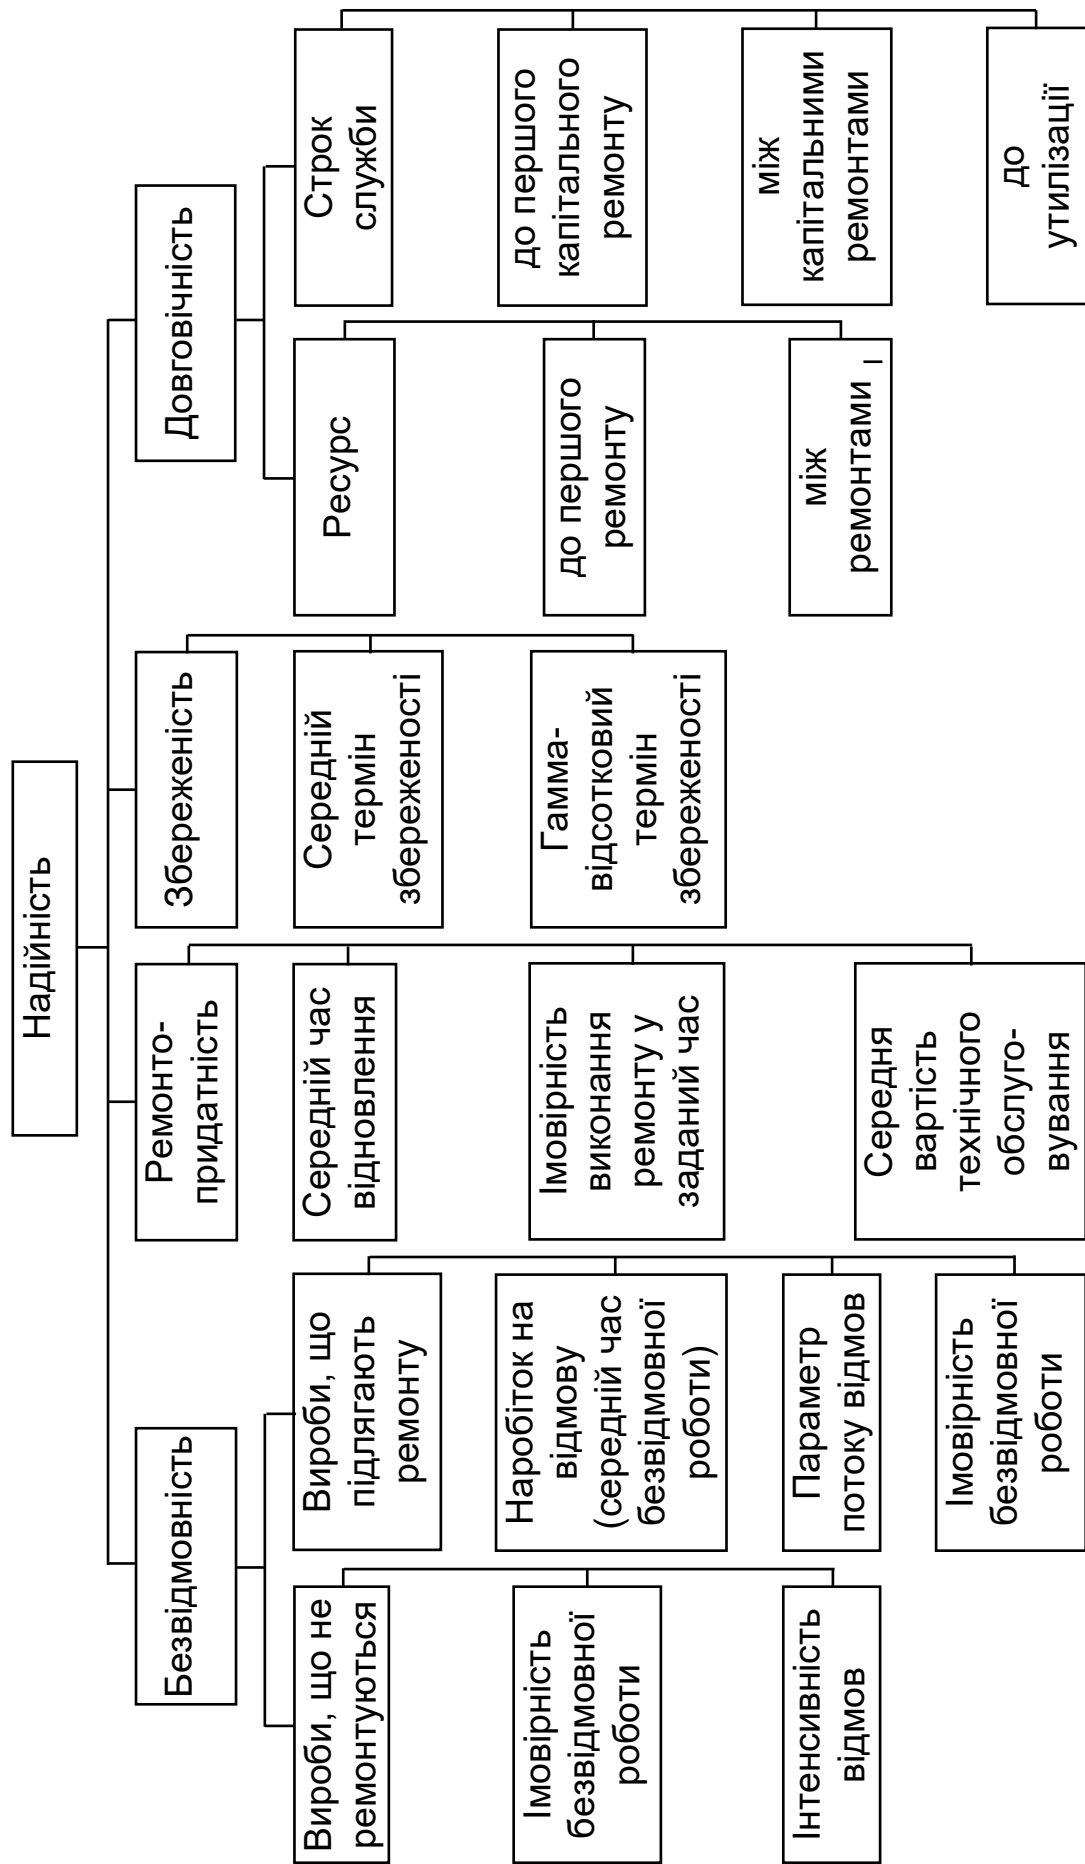 Надійність
Безвідмовність
Ремонто-
придатність
Збереженість
Довговічність
Вироби, що не
ремонтуються
Імовірність
безвідмовної
роботи
Інтенсивність
відмов
Вироби, що
підлягають
ремонту
Наробіток на
відмову
(середній час
безвідмовної
роботи)
Параметр
потоку відмов
Імовірність
безвідмовної
роботи
Середній час
відновлення
Імовірність
виконання
ремонту у
заданий час
Середня
вартість
технічного
обслуго-
вування
Середній
термін
збереженості
Гамма-
відсотковий
термін
збереженості
Ресурс
до першого
ремонту
між
ремонтами
Строк
служби
до першого
капітального
ремонту
між
капітальними
ремонтами
до
утилізації